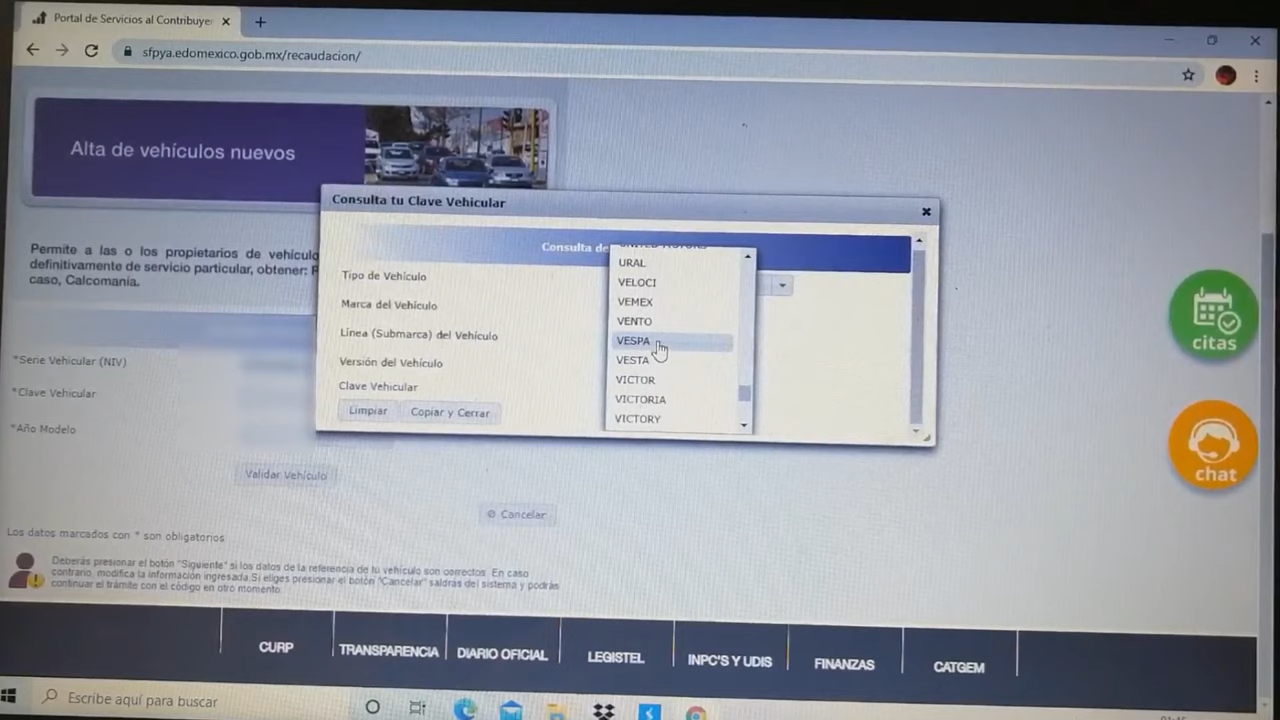 Portal de Servicios al Contribuyer
sfpya.edomexico.gob.mx/recaudacion/
Alta de vehículos nuevos
Consulta tu Clave Vehicular
Permite a las o los propietarios de vehículo
definitivamente de servicio particular, obtener:
caso, Calcomanía.
Consulta de
Tipo de Vehículo
Marca del Vehículo
Línea (Submarca) del Vehículo
Versión del Vehículo
Clave Vehicular
Limpiar
Copiar y Cerrar
URAL
VELOCI
VEMEX
VENTO
VESPA
VESTA
VICTOR
VICTORIA
VICTORY
*Serie Vehicular (NIV)
*Clave Vehicular
*Año Modelo
Validar Vehículo
Cancelar
citas
chat
Los datos marcados con * son obligatorios
Deberás presionar el botón "Siguiente" si los datos de la referencia de tu vehículo son correctos. En caso
contrario, modifica la información ingresada.Si eliges presionar el botón "Cancelar" saldrás del sistema y podrás
continuar el trámite con el código en otro momento.
CURP
TRANSPARENCIA
DIARIO OFICIAL
LEGISTEL
INPC'S Y UDIS
FINANZAS
CATGEM
Escribe aquí para buscar